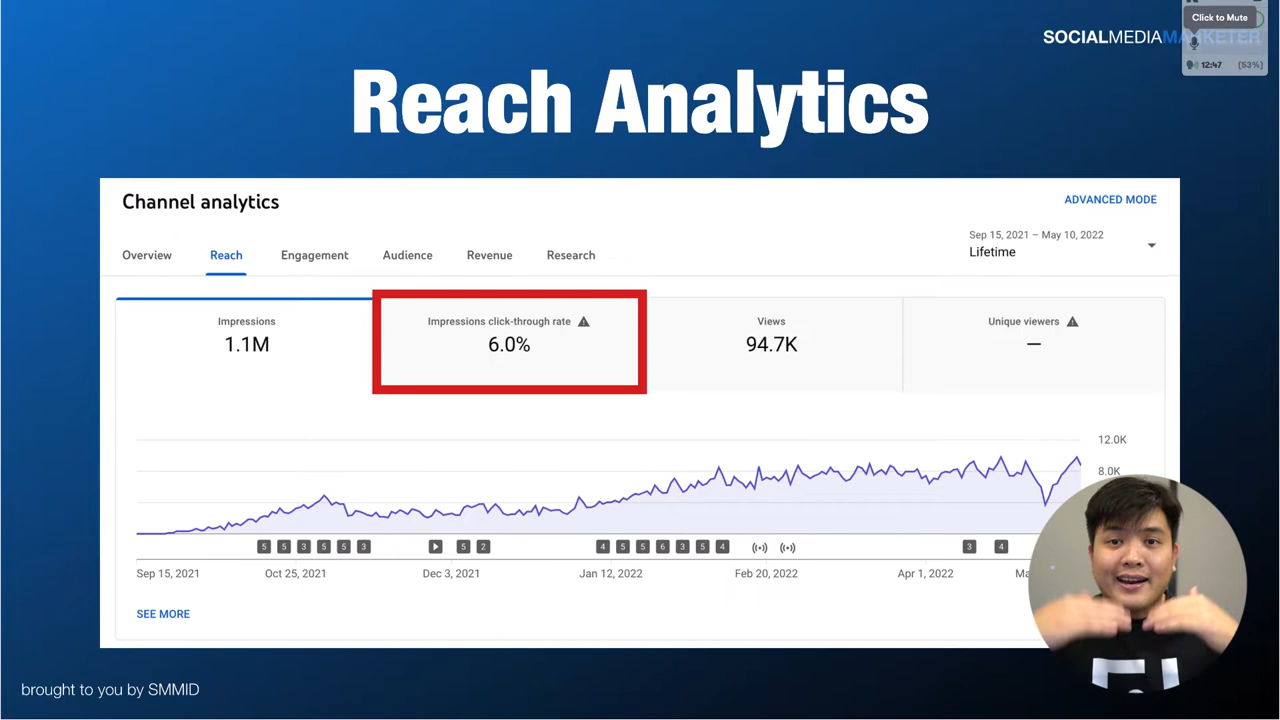 Click to Mute
SOCIALMEDIAMARKETER
12:47 (53%)
Reach Analytics
Channel analytics
ADVANCED MODE
Sep 15, 2021 – May 10, 2022
Lifetime
Overview Reach Engagement Audience Revenue Research
Impressions Impressions click-through rate Views Unique viewers
1.1M 6.0% 94.7K —
12.0K
8.0K
5 5 3 5 5 3 5 2 4 5 5 6 3 5 4 3 4
Sep 15, 2021 Oct 25, 2021 Dec 3, 2021 Jan 12, 2022 Feb 20, 2022 Apr 1, 2022
SEE MORE
brought to you by SMMID